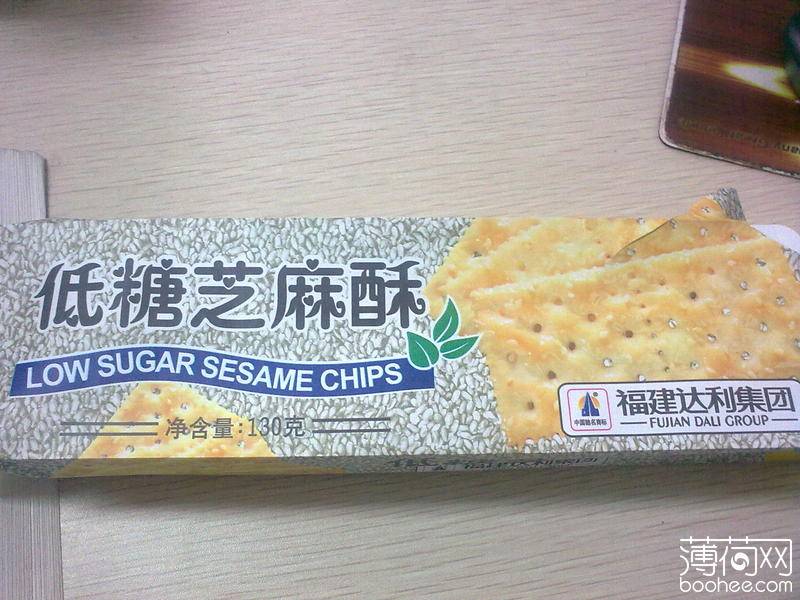 低糖芝麻酥
LOW SUGAR SESAME CHIPS
净含量:130克
中国驰名商标
福建达利集团
FUJIAN DALI GROUP
薄荷网
boohee.com